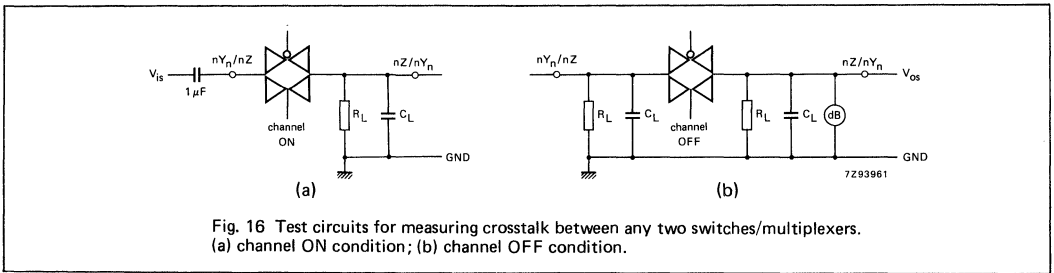 nYn/nZ
nZ/nYn
Vis
1 μF
RL
CL
channel
ON
GND
(a)
nYn/nZ
nZ/nYn
Vos
RL
CL
RL
CL
dB
channel
OFF
GND
7Z93961
(b)
Fig. 16 Test circuits for measuring crosstalk between any two switches/multiplexers.
(a) channel ON condition; (b) channel OFF condition.